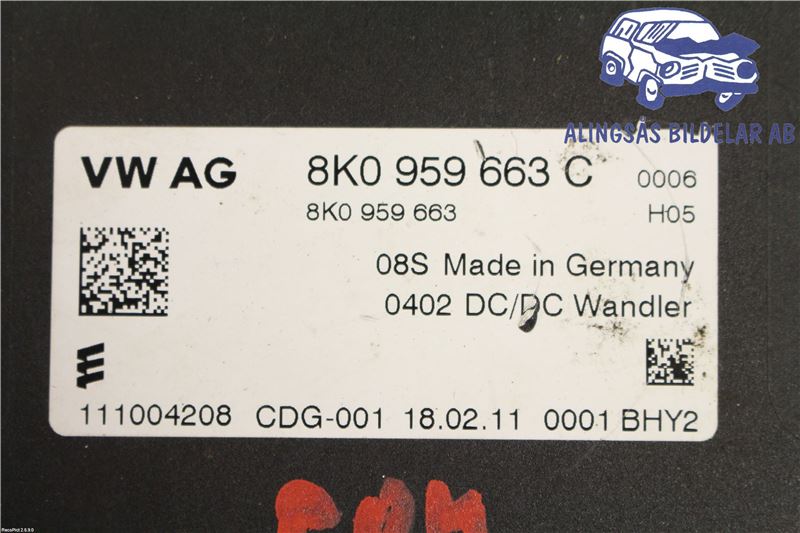 ALINGSÅS BILDELAR AB
VW AG 8K0 959 663 C 0006
8K0 959 663 H05
08S Made in Germany
0402 DC/DC Wandler
111004208 CDG-001 18.02.11 0001 BHY2